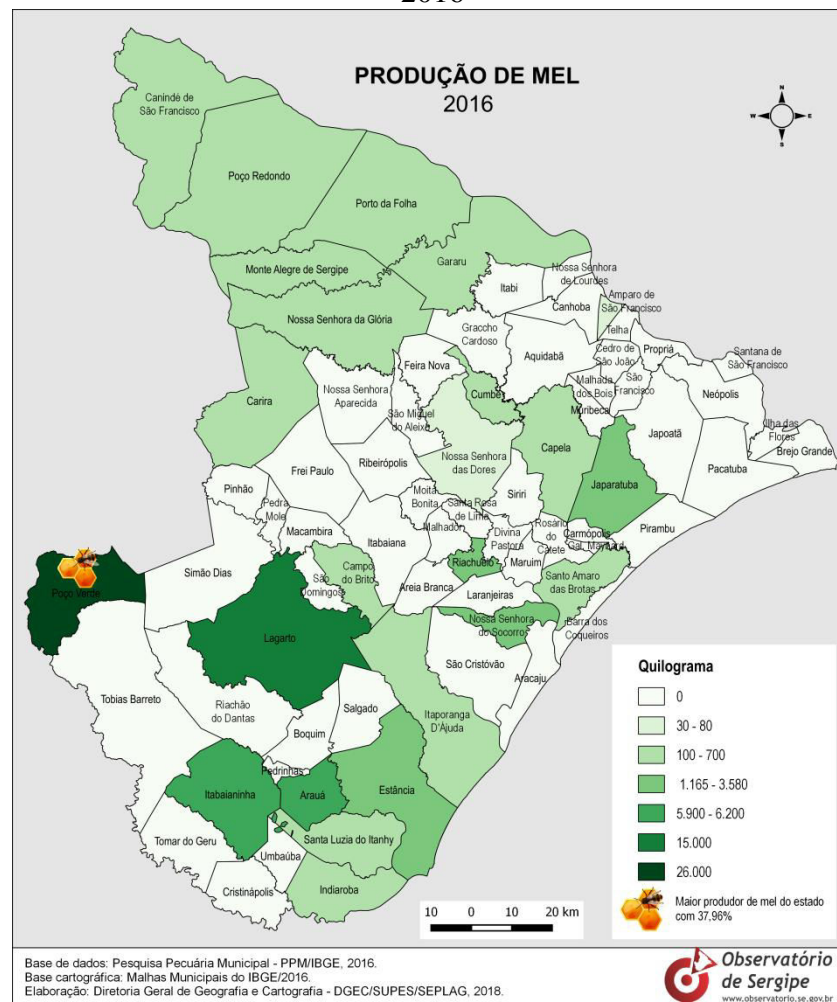 2016
PRODUÇÃO DE MEL
2016
N
W
E
S
Canindé de
São Francisco
Poço Redondo
Porto da Folha
Monte Alegre de Sergipe
Gararu
Nossa Senhora
de Lourdes
Itabi
Canhoba
Amparo de
São Francisco
Telha
Nossa Senhora da Glória
Graccho
Cardoso
Aquidabã
Cedro de
São João
Propriá
Santana de
São Francisco
Feira Nova
Carira
Nossa Senhora
Aparecida
São Miguel
do Aleixo
Cumbe
Malhada
dos Bois
São
Francisco
Muribeca
Neópolis
Ilha das
Flores
Brejo Grande
Japoatã
Pacatuba
Capela
Nossa Senhora
das Dores
Frei Paulo
Ribeirópolis
Japaratuba
Pinhão
Pedra
Mole
Siriri
Moita
Bonita
Santa Rosa
de Lima
Malhador
Divina
Pastora
Rosário
do
Catete
Carmópolis
Gal. Maynard
Pirambu
Macambira
Itabaiana
Simão Dias
São
Domingos
Campo
do Brito
Areia Branca
Riachuelo
Maruim
Laranjeiras
Santo Amaro
das Brotas
Poço Verde
Lagarto
Nossa Senhora
do Socorro
Barra dos
Coqueiros
São Cristóvão
Aracaju
Tobias Barreto
Riachão
do Dantas
Salgado
Itaporanga
D'Ájuda
Boquim
Pedrinhas
Itabaianinha
Arauá
Estância
Tomar do Geru
Umbaúba
Santa Luzia do Itanhy
Cristinápolis
Indiaroba
Quilograma
0
30 - 80
100 - 700
1.165 - 3.580
5.900 - 6.200
15.000
26.000
Maior produdor de mel do estado
com 37,96%
10 0 10 20 km
Base de dados: Pesquisa Pecuária Municipal - PPM/IBGE, 2016.
Base cartográfica: Malhas Municipais do IBGE/2016.
Elaboração: Diretoria Geral de Geografia e Cartografia - DGEC/SUPES/SEPLAG, 2018.
Observatório
de Sergipe
www.observatorio.se.gov.br